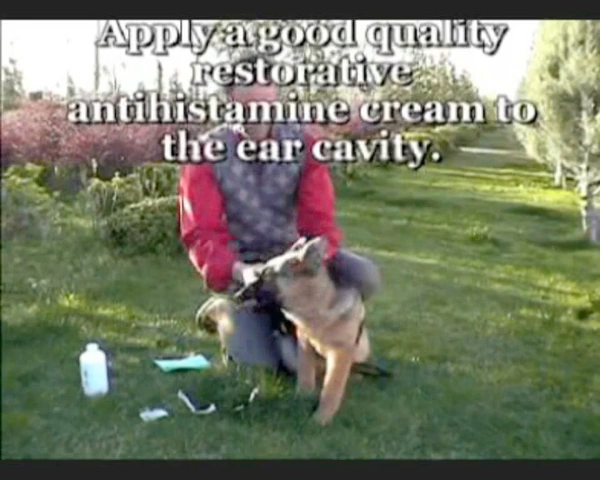 Apply a good quality
restorative
antihistamine cream to
the ear cavity.